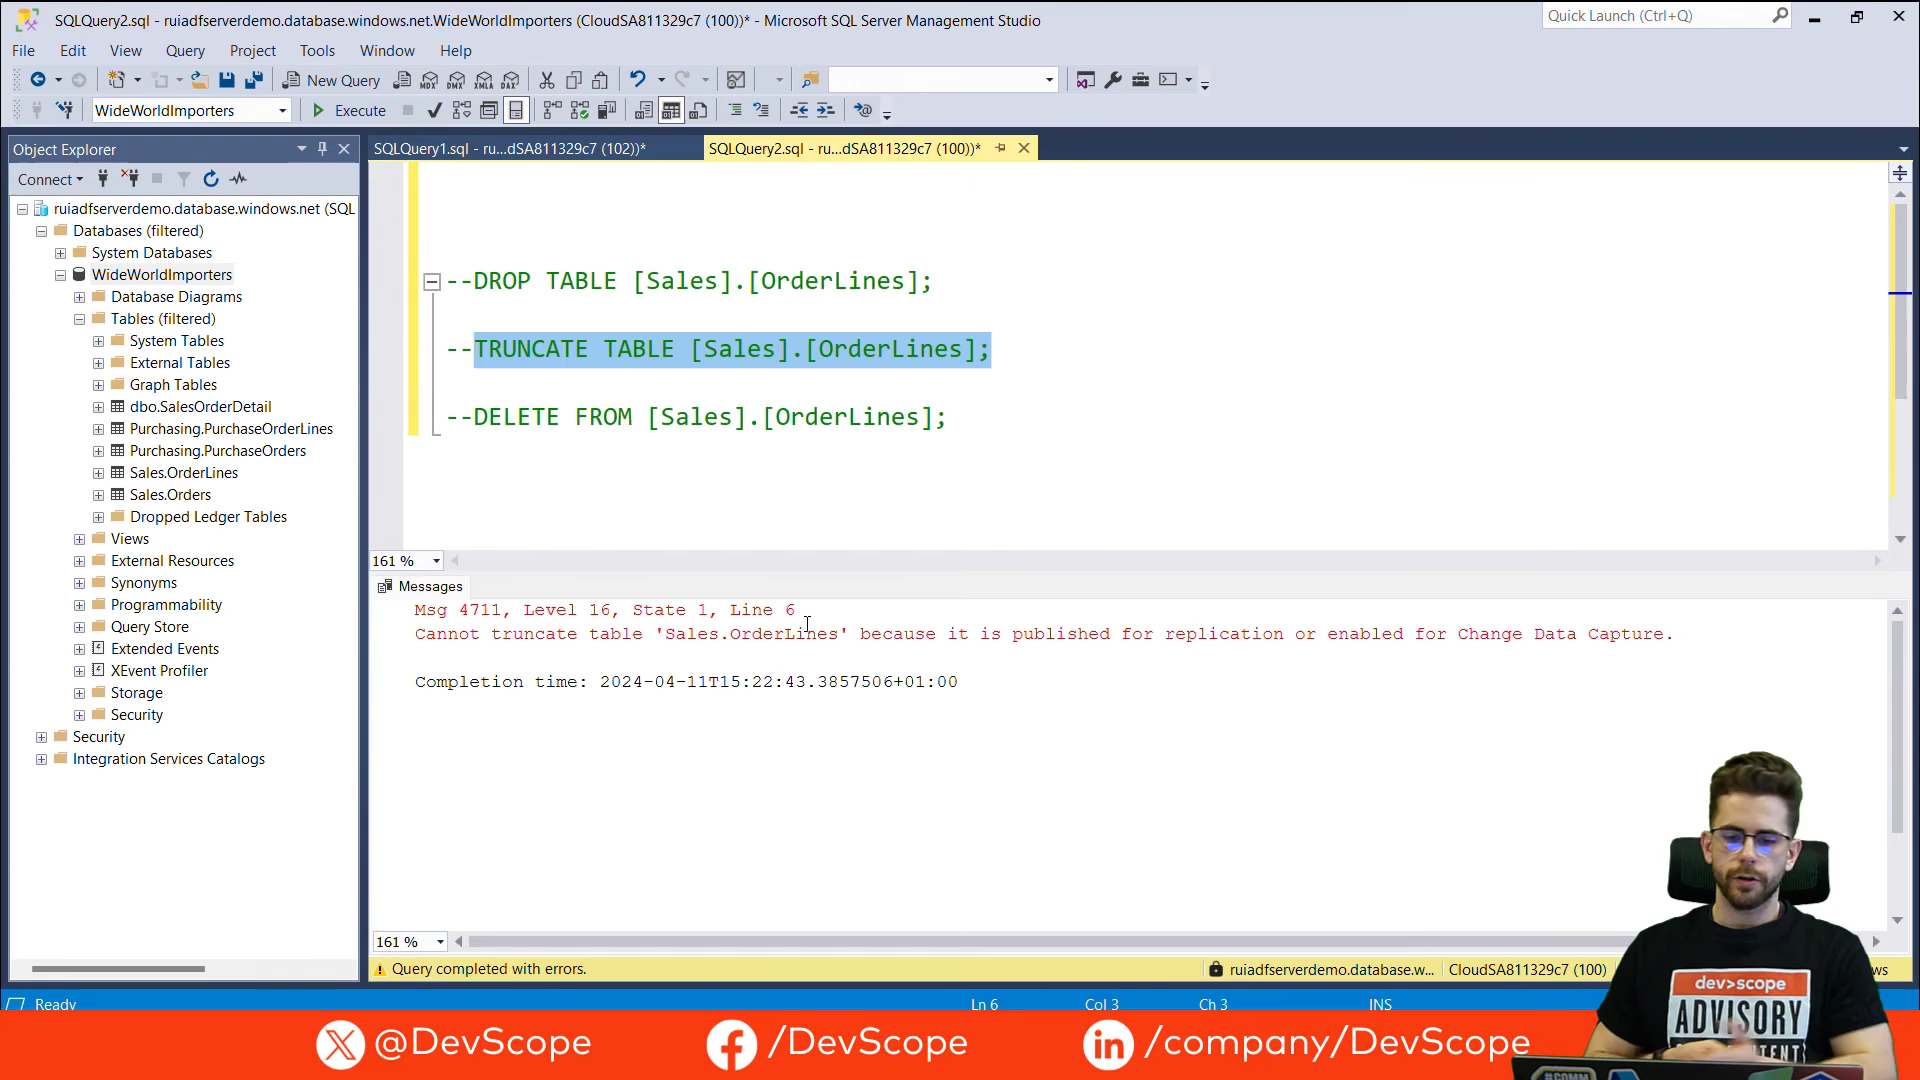 SQLQuery2.sql - ruiadfserverdemo.database.windows.net.WideWorldImporters (CloudSA811329c7 (100))* - Microsoft SQL Server Management Studio
Quick Launch (Ctrl+Q)
File Edit View Query Project Tools Window Help
New Query MDX DMX XMLA DAX
WideWorldImporters Execute
Object Explorer
SQLQuery1.sql - ru...dSA811329c7 (102))*
SQLQuery2.sql - ru...dSA811329c7 (100))*
Connect
ruiadfserverdemo.database.windows.net (SQL
Databases (filtered)
System Databases
WideWorldImporters
Database Diagrams
Tables (filtered)
System Tables
External Tables
Graph Tables
dbo.SalesOrderDetail
Purchasing.PurchaseOrderLines
Purchasing.PurchaseOrders
Sales.OrderLines
Sales.Orders
Dropped Ledger Tables
Views
External Resources
Synonyms
Programmability
Query Store
Extended Events
XEvent Profiler
Storage
Security
Security
Integration Services Catalogs
--DROP TABLE [Sales].[OrderLines];
--TRUNCATE TABLE [Sales].[OrderLines];
--DELETE FROM [Sales].[OrderLines];
161 %
Messages
Msg 4711, Level 16, State 1, Line 6
Cannot truncate table 'Sales.OrderLines' because it is published for replication or enabled for Change Data Capture.
Completion time: 2024-04-11T15:22:43.3857506+01:00
161 %
Query completed with errors.
ruiadfserverdemo.database.w... CloudSA811329c7 (100)
Ready Ln 6 Col 3 Ch 3 INS
dev>scope
ADVISORY
@DevScope /DevScope /company/DevScope